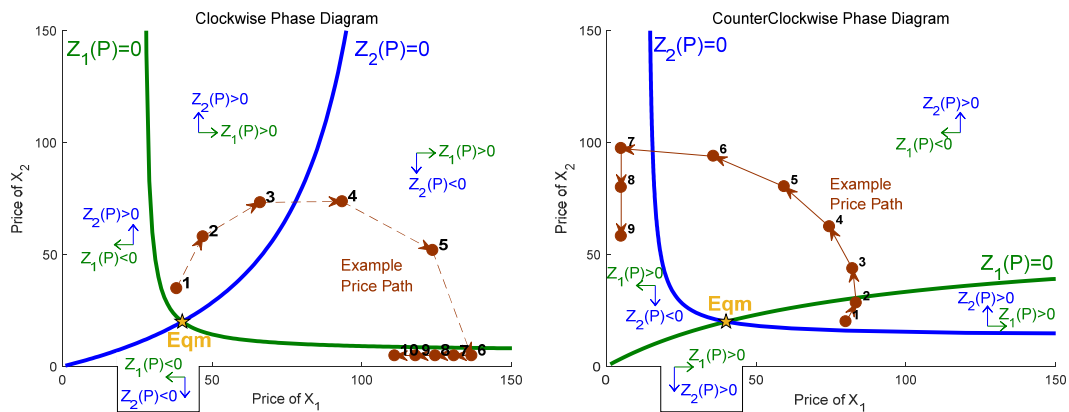 Clockwise Phase Diagram
150
100
50
0
0
50
100
150
Price of X2
Price of X1
Z1(P)=0
Z2(P)=0
Z2(P)>0
Z1(P)>0
Z1(P)>0
Z2(P)<0
Z2(P)>0
Z1(P)<0
1
2
3
4
5
Example
Price Path
Eqm
10 9 8 7 6
Z1(P)<0
Z2(P)<0
CounterClockwise Phase Diagram
150
100
50
0
0
50
100
150
Price of X2
Price of X1
Z2(P)=0
Z2(P)>0
Z1(P)<0
7
6
8
5
Example
Price Path
4
9
3
Z1(P)=0
Z1(P)>0
Z2(P)<0
Eqm
2
1
Z2(P)>0
Z1(P)>0
Z1(P)>0
Z2(P)>0